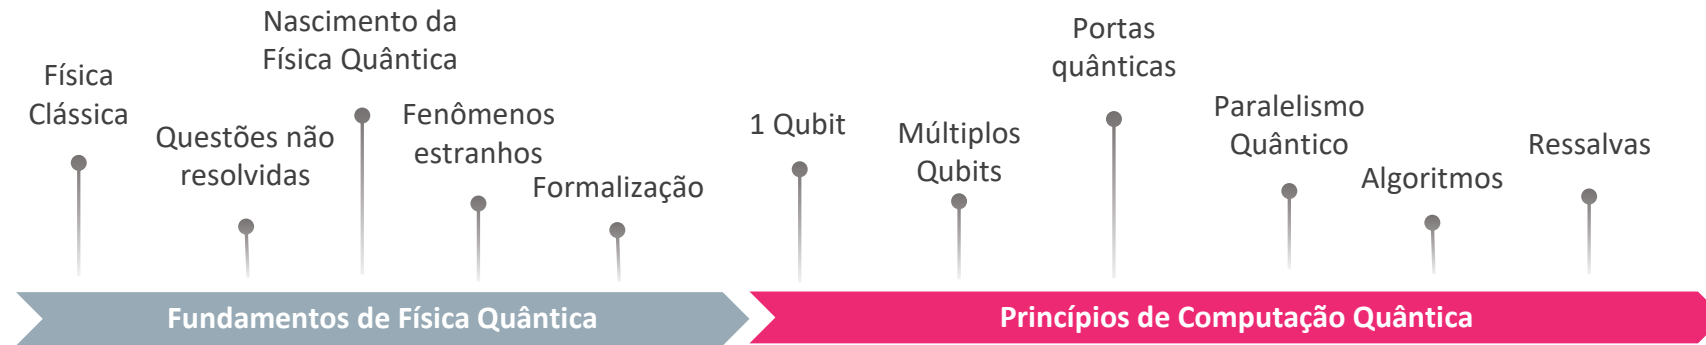 Física
Clássica
Questões não
resolvidas
Nascimento da
Física Quântica
Fenômenos
estranhos
Formalização
1 Qubit
Múltiplos
Qubits
Portas
quânticas
Paralelismo
Quântico
Algoritmos
Ressalvas
Fundamentos de Física Quântica
Princípios de Computação Quântica